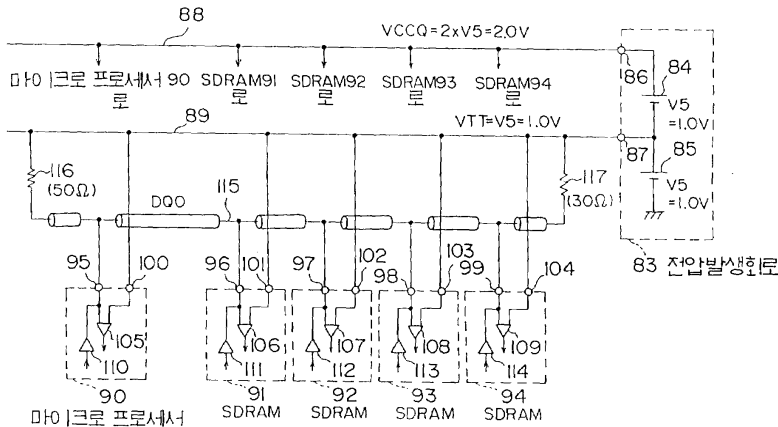 88
VCCQ=2xV5=2.0V
86
84
V5
=1.0V
마이크로 프로세서 90
로
SDRAM91
로
SDRAM92
로
SDRAM93
로
SDRAM94
로
89
VTT=V5=1.0V
87
85
V5
=1.0V
116
(50Ω)
DQ0
115
117
(30Ω)
83 전압발생회로
95
100
96
101
97
102
98
103
99
104
105
106
107
108
109
110
111
112
113
114
90
마이크로 프로세서
91
SDRAM
92
SDRAM
93
SDRAM
94
SDRAM